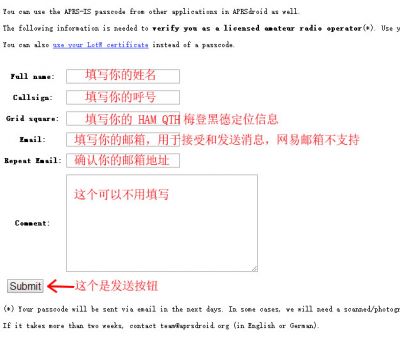 You can use the APRS-IS passcode from other applications in APRSdroid as well.
The following information is needed to verify you as a licensed amateur radio operator(*). Use y
You can also use your LotW certificate instead of a passcode.
Full name: 填写你的姓名
Callsign: 填写你的呼号
Grid square: 填写你的 HAM QTH 梅登黑德定位信息
Email: 填写你的邮箱，用于接受和发送消息，网易邮箱不支持
Repeat Email: 确认你的邮箱地址
这个可以不用填写
Comment:
Submit 这个是发送按钮
(*) Your passcode will be sent via email in the next days. In some cases, we will need a scanned/photogr
If it takes more than two weeks, contact team@aprsdroid.org (in English or German).